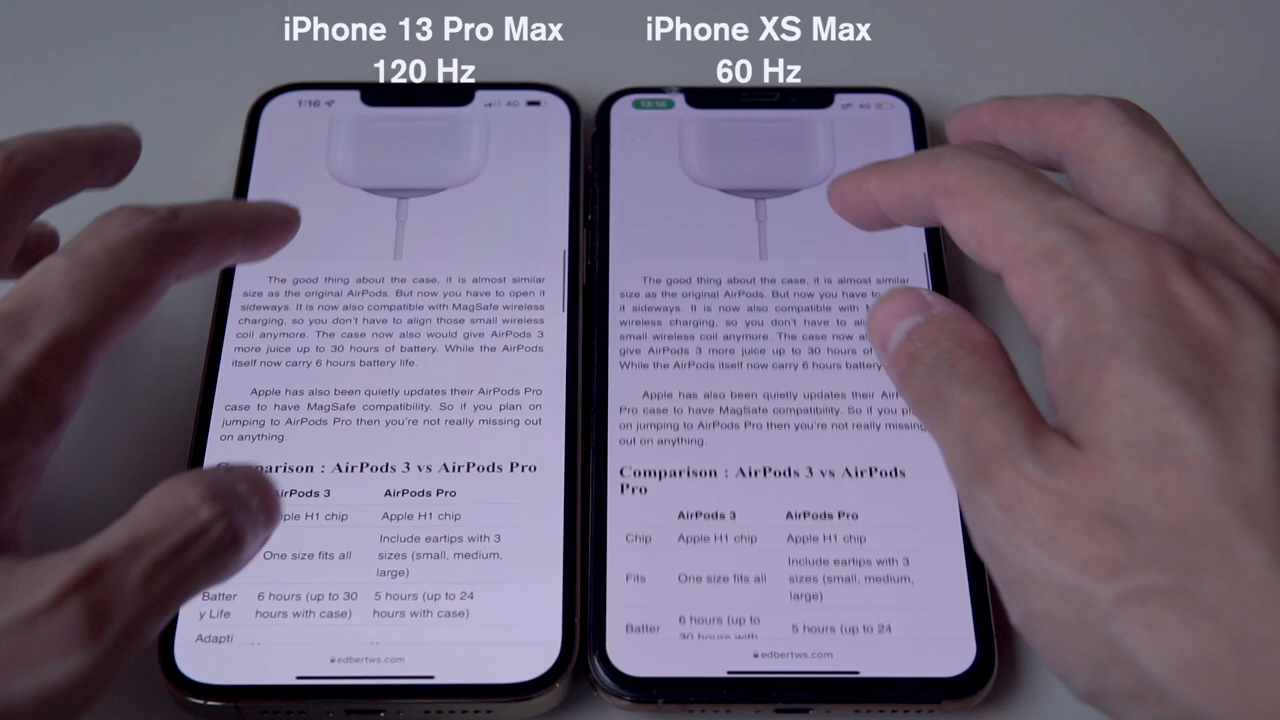 iPhone 13 Pro Max
120 Hz
iPhone XS Max
60 Hz
1:16
4G
The good thing about the case, it is almost similar
size as the original AirPods. But now you have to open it
sideways. It is now also compatible with MagSafe wireless
charging, so you don't have to align those small wireless
coil anymore. The case now also would give AirPods 3
more juice up to 30 hours of battery. While the AirPods
itself now carry 6 hours battery life.
Apple has also been quietly updates their AirPods Pro
case to have MagSafe compatibility. So if you plan on
jumping to AirPods Pro then you're not really missing out
on anything.
Comparison : AirPods 3 vs AirPods Pro
AirPods 3 AirPods Pro
Apple H1 chip Apple H1 chip
One size fits all
Include eartips with 3
sizes (small, medium,
large)
Batter 6 hours (up to 30 5 hours (up to 24
y Life hours with case) hours with case)
Adapti
edbertws.com
13:16
4G
The good thing about the case, it is almost similar
size as the original AirPods. But now you have to
it sideways. It is now also compatible with
wireless charging, so you don't have to
small wireless coil anymore. The case now
give AirPods 3 more juice up to 30 hours of
While the AirPods itself now carry 6 hours battery
Apple has also been quietly updates their
Pro case to have MagSafe compatibility. So if you
on jumping to AirPods Pro then you're not really missing
out on anything.
Comparison : AirPods 3 vs AirPods
Pro
AirPods 3 AirPods Pro
Chip Apple H1 chip Apple H1 chip
Fits One size fits all
Include eartips with 3
sizes (small, medium,
large)
Batter 6 hours (up to 5 hours (up to 24
30 hours with
edbertws.com